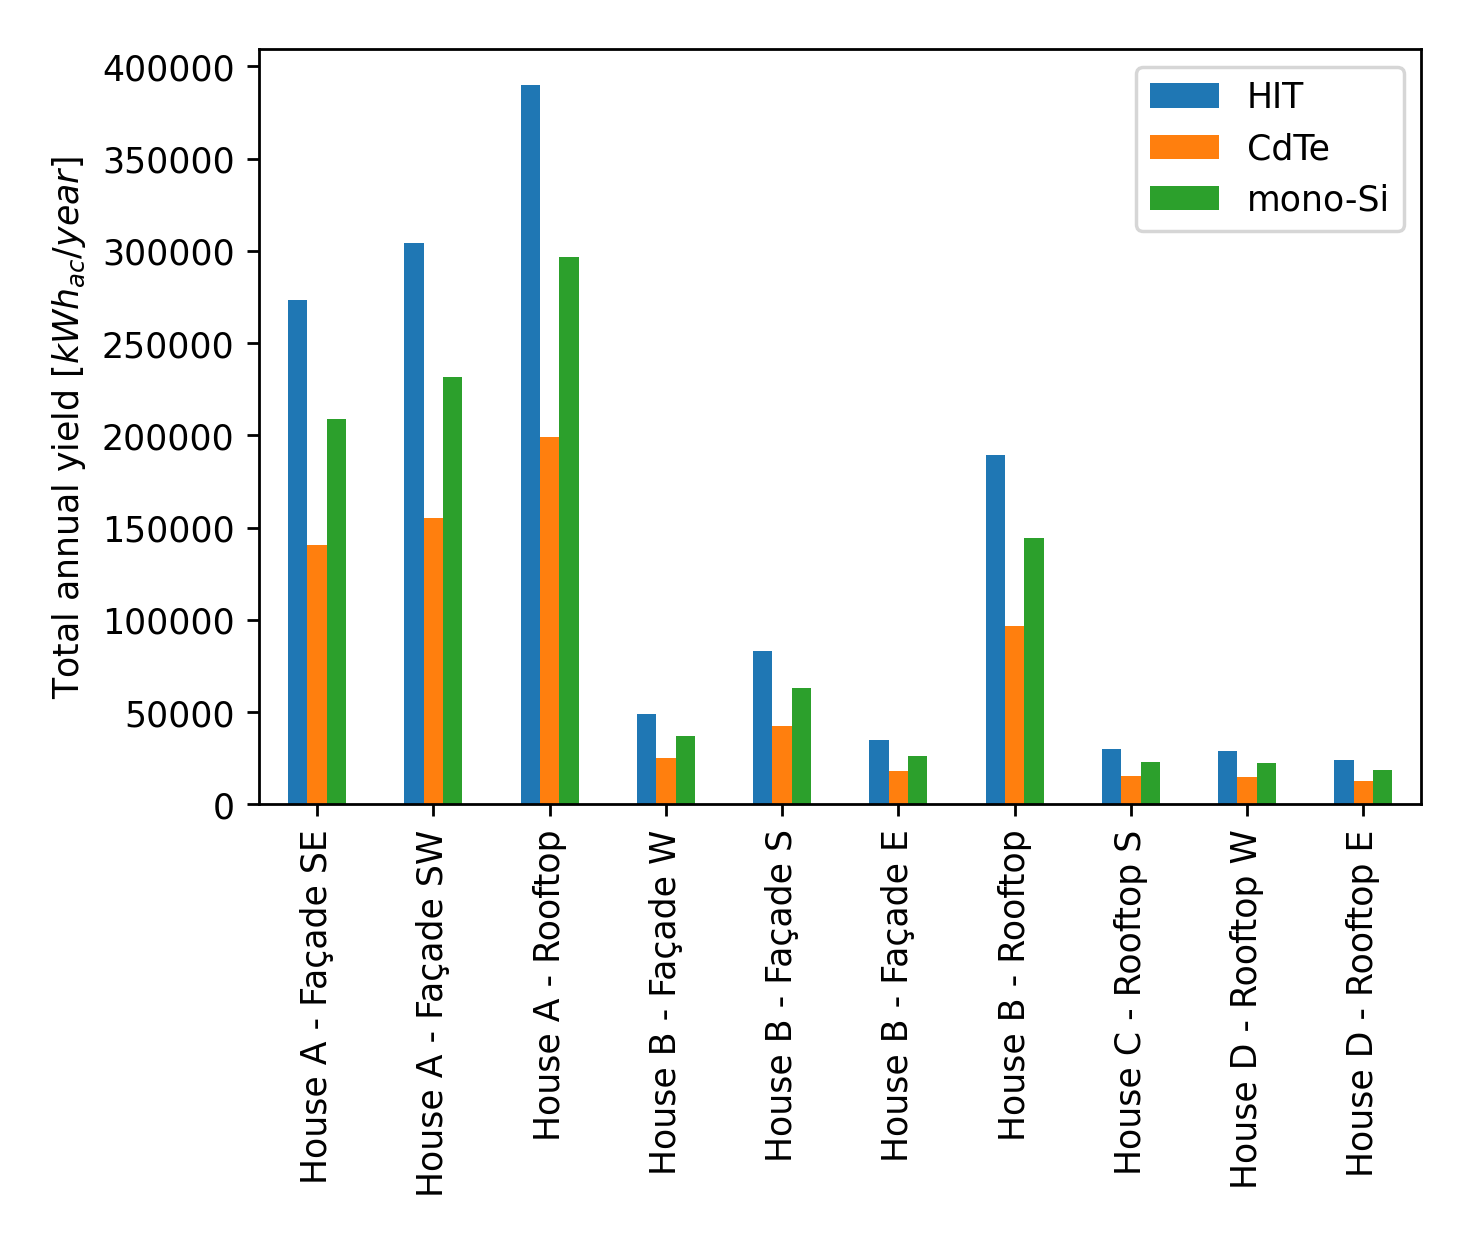 Total annual yield [kWh_ac/year]
400000
350000
300000
250000
200000
150000
100000
50000
0
HIT
CdTe
mono-Si
House A - Façade SE
House A - Façade SW
House A - Rooftop
House B - Façade W
House B - Façade S
House B - Façade E
House B - Rooftop
House C - Rooftop S
House D - Rooftop W
House D - Rooftop E